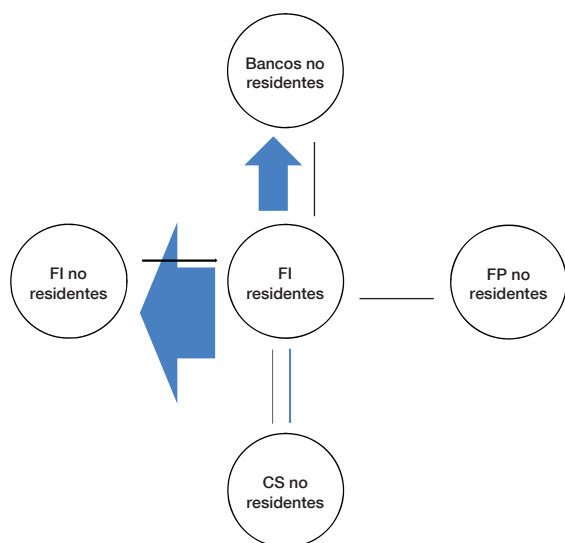 Bancos no
residentes
FI no
residentes
FI
residentes
FP no
residentes
CS no
residentes